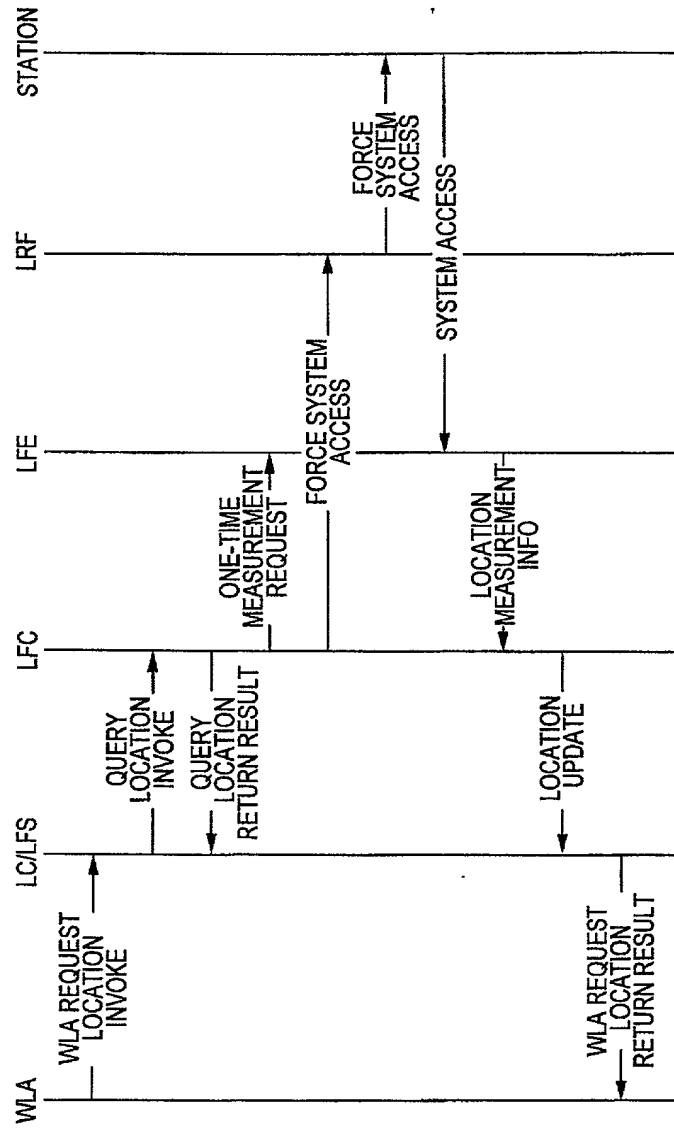 WLA
LC/LFS
LFC
LFE
LRF
STATION
WLA REQUEST
LOCATION
INVOKE
QUERY
LOCATION
INVOKE
QUERY
LOCATION
RETURN RESULT
ONE-TIME
MEASUREMENT
REQUEST
FORCE SYSTEM
ACCESS
FORCE
SYSTEM
ACCESS
SYSTEM ACCESS
LOCATION
MEASUREMENT
INFO
LOCATION
UPDATE
WLA REQUEST
LOCATION
RETURN RESULT